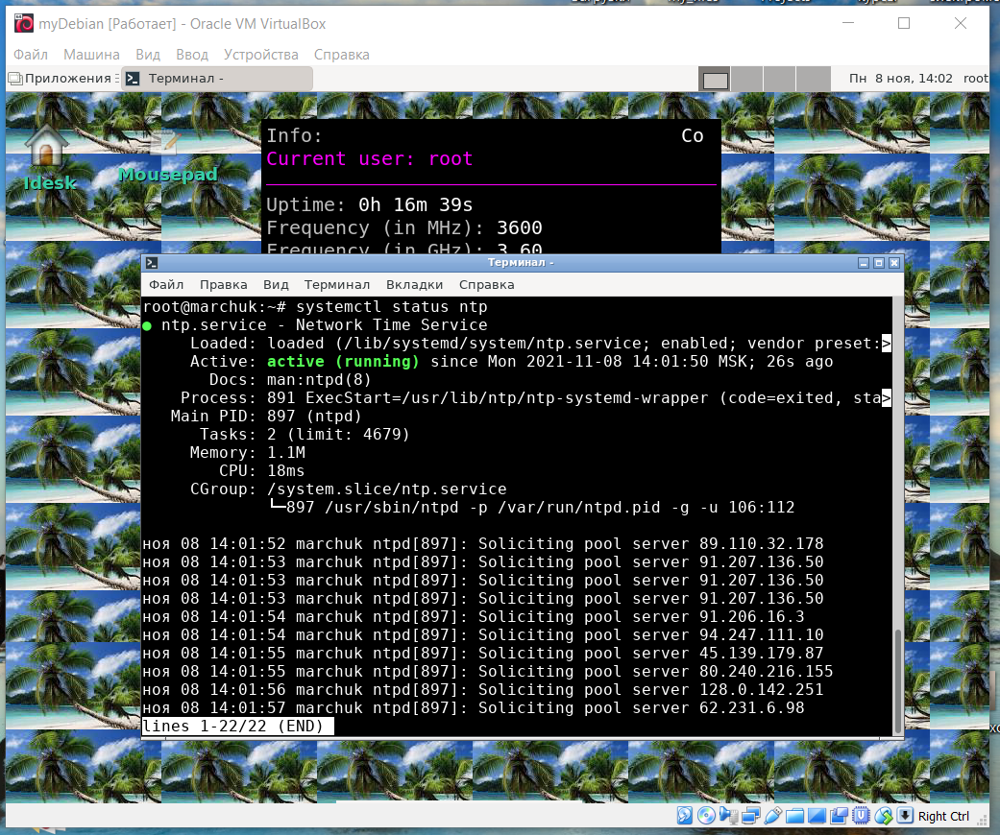 myDebian [Работает] - Oracle VM VirtualBox
Файл Машина Вид Ввод Устройства Справка
Приложения Терминал - Пн 8 ноя, 14:02 root
Idesk
Mousepad
Info: Co
Current user: root
Uptime: 0h 16m 39s
Frequency (in MHz): 3600
Frequency (in GHz): 3.60
Терминал -
Файл Правка Вид Терминал Вкладки Справка
root@marchuk:~# systemctl status ntp
● ntp.service - Network Time Service
Loaded: loaded (/lib/systemd/system/ntp.service; enabled; vendor preset:>
Active: active (running) since Mon 2021-11-08 14:01:50 MSK; 26s ago
Docs: man:ntpd(8)
Process: 891 ExecStart=/usr/lib/ntp/ntp-systemd-wrapper (code=exited, sta>
Main PID: 897 (ntpd)
Tasks: 2 (limit: 4679)
Memory: 1.1M
CPU: 18ms
CGroup: /system.slice/ntp.service
└─897 /usr/sbin/ntpd -p /var/run/ntpd.pid -g -u 106:112
ноя 08 14:01:52 marchuk ntpd[897]: Soliciting pool server 89.110.32.178
ноя 08 14:01:53 marchuk ntpd[897]: Soliciting pool server 91.207.136.50
ноя 08 14:01:53 marchuk ntpd[897]: Soliciting pool server 91.207.136.50
ноя 08 14:01:53 marchuk ntpd[897]: Soliciting pool server 91.207.136.50
ноя 08 14:01:54 marchuk ntpd[897]: Soliciting pool server 91.206.16.3
ноя 08 14:01:54 marchuk ntpd[897]: Soliciting pool server 94.247.111.10
ноя 08 14:01:55 marchuk ntpd[897]: Soliciting pool server 45.139.179.87
ноя 08 14:01:55 marchuk ntpd[897]: Soliciting pool server 80.240.216.155
ноя 08 14:01:56 marchuk ntpd[897]: Soliciting pool server 128.0.142.251
ноя 08 14:01:57 marchuk ntpd[897]: Soliciting pool server 62.231.6.98
lines 1-22/22 (END)
Right Ctrl